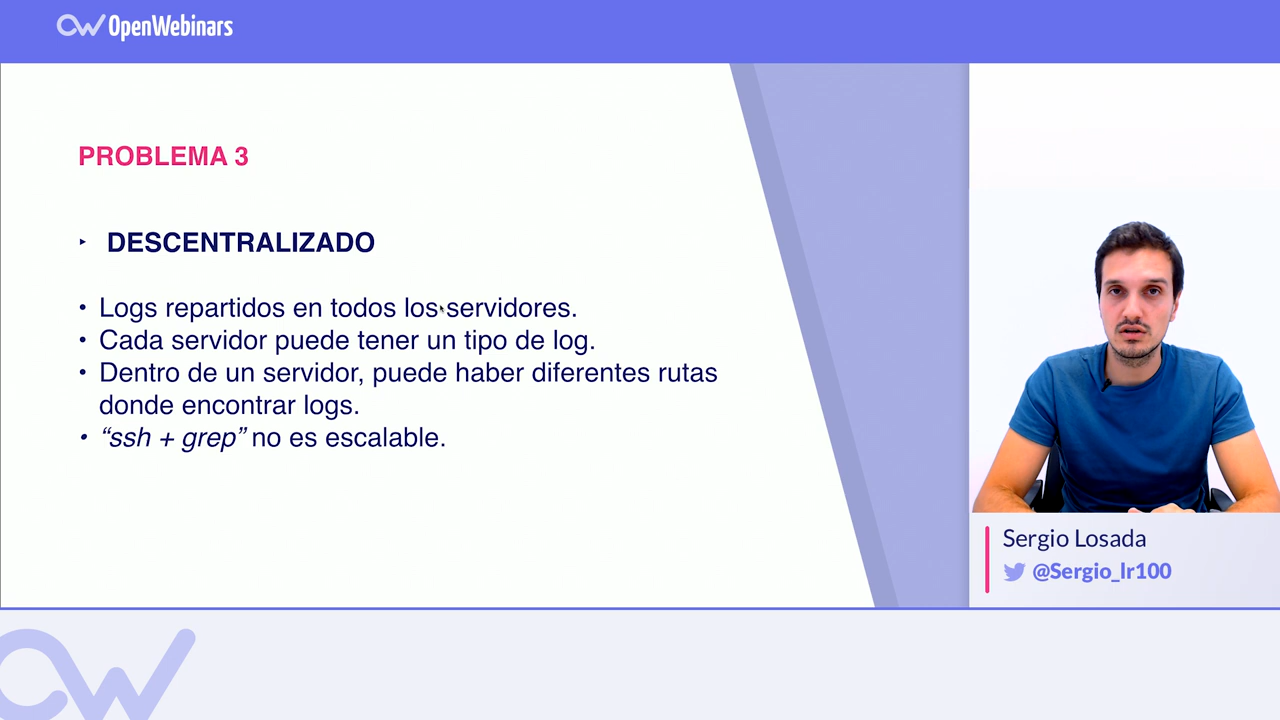 OpenWebinars
PROBLEMA 3
‣ DESCENTRALIZADO
• Logs repartidos en todos los servidores.
• Cada servidor puede tener un tipo de log.
• Dentro de un servidor, puede haber diferentes rutas
donde encontrar logs.
• “ssh + grep” no es escalable.
Sergio Losada
@Sergio_lr100